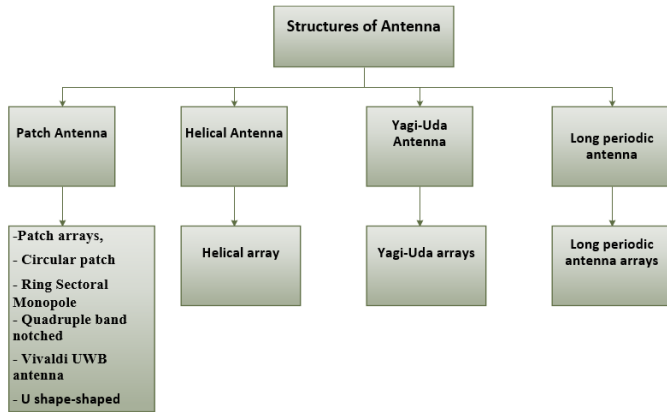 Structures of Antenna
Patch Antenna
Helical Antenna
Yagi-Uda
Antenna
Long periodic
antenna
-Patch arrays,
- Circular patch
- Ring Sectoral
Monopole
- Quadruple band
notched
- Vivaldi UWB
antenna
- U shape-shaped
Helical array
Yagi-Uda arrays
Long periodic
antenna arrays